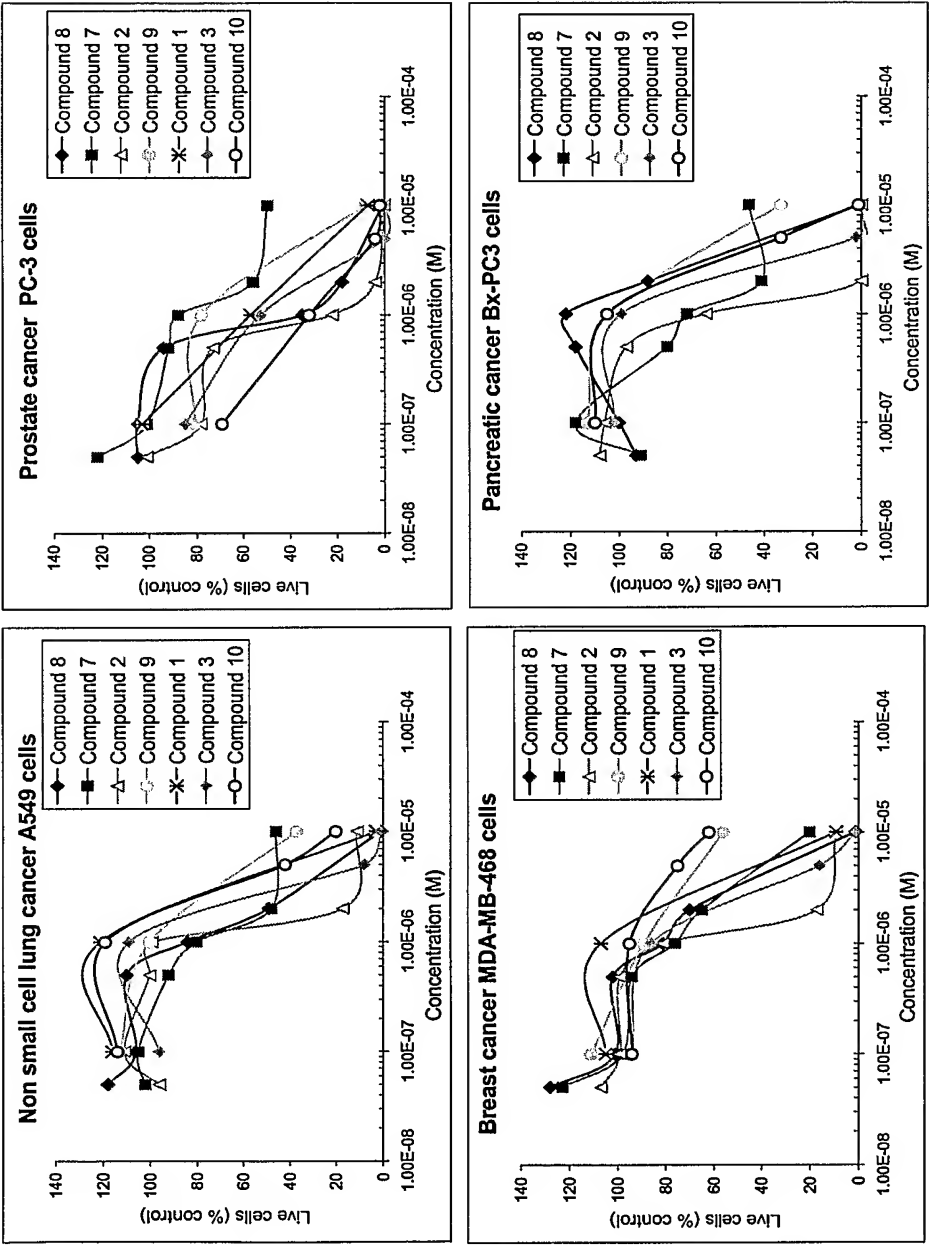 Non small cell lung cancer A549 cells
Live cells (% control)
140
120
100
80
60
40
20
0
1.00E-08
1.00E-07
1.00E-06
1.00E-05
1.00E-04
Concentration (M)
Compound 8
Compound 7
Compound 2
Compound 9
Compound 1
Compound 3
Compound 10
Prostate cancer PC-3 cells
Live cells (% control)
140
120
100
80
60
40
20
0
1.00E-08
1.00E-07
1.00E-06
1.00E-05
1.00E-04
Concentration (M)
Compound 8
Compound 7
Compound 2
Compound 9
Compound 1
Compound 3
Compound 10
Breast cancer MDA-MB-468 cells
Live cells (% control)
140
120
100
80
60
40
20
0
1.00E-08
1.00E-07
1.00E-06
1.00E-05
1.00E-04
Concentration (M)
Compound 8
Compound 7
Compound 2
Compound 9
Compound 1
Compound 3
Compound 10
Pancreatic cancer Bx-PC3 cells
Live cells (% control)
140
120
100
80
60
40
20
0
1.00E-08
1.00E-07
1.00E-06
1.00E-05
1.00E-04
Concentration (M)
Compound 8
Compound 7
Compound 2
Compound 9
Compound 3
Compound 10